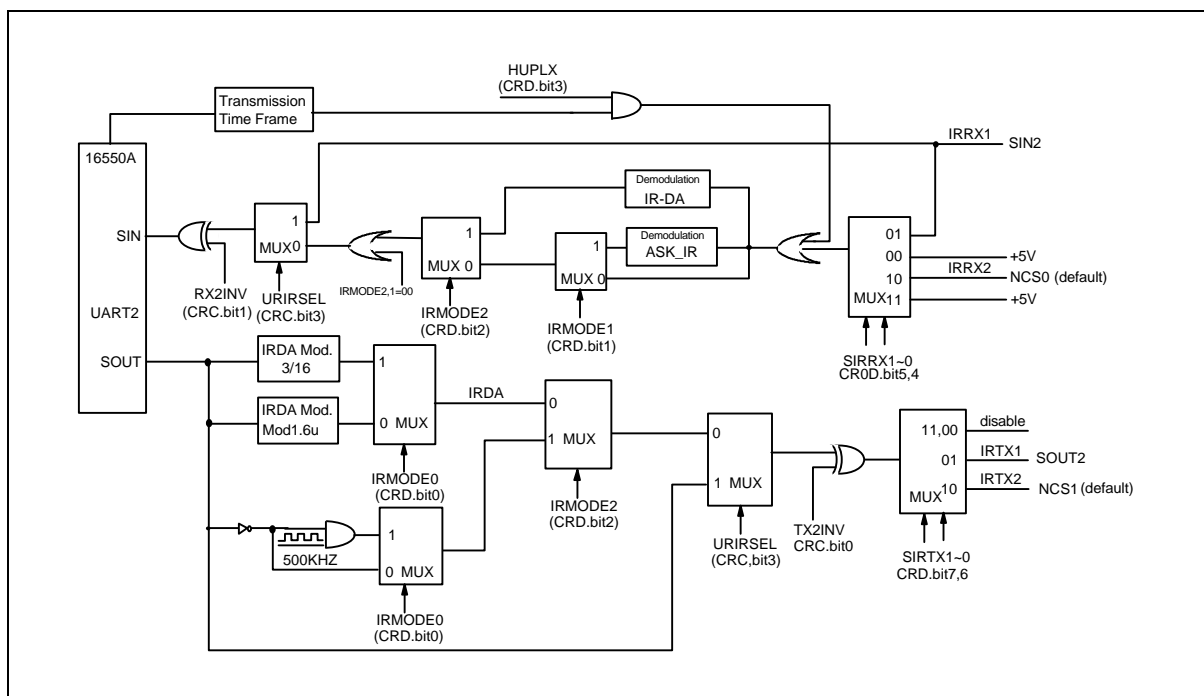 HUPLX
(CRD.bit3)
Transmission
Time Frame
16550A
IRRX1
SIN2
Demodulation
IR-DA
Demodulation
ASK_IR
SIN
1
MUX 0
1
MUX 0
1
MUX 0
01
00
10
MUX 11
+5V
IRRX2
NCS0 (default)
+5V
RX2INV
(CRC.bit1)
URIRSEL
(CRC.bit3)
IRMODE2,1=00
IRMODE2
(CRD.bit2)
IRMODE1
(CRD.bit1)
SIRRX1~0
CR0D.bit5,4
UART2
SOUT
IRDA Mod.
3/16
IRDA Mod.
Mod1.6u
1
0 MUX
IRDA
IRMODE0
(CRD.bit0)
0
1 MUX
IRMODE2
(CRD.bit2)
0
1 MUX
URIRSEL
(CRC,bit3)
TX2INV
CRC.bit0
11,00
01
10
MUX
disable
IRTX1
SOUT2
IRTX2
NCS1 (default)
SIRTX1~0
CRD.bit7,6
500KHZ
1
0 MUX
IRMODE0
(CRD.bit0)